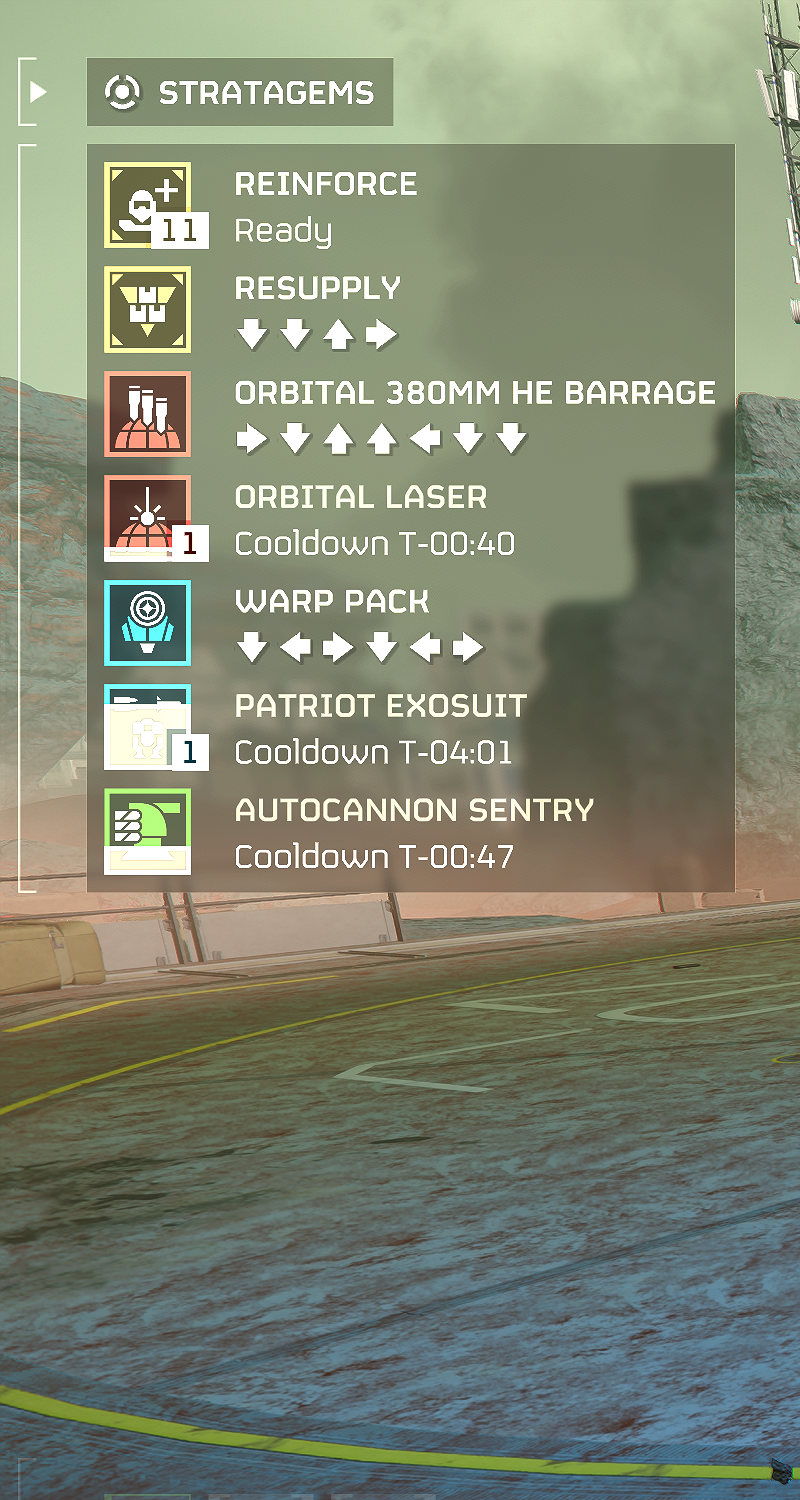 STRATAGEMS
REINFORCE
11
Ready
RESUPPLY
ORBITAL 380MM HE BARRAGE
ORBITAL LASER
1
Cooldown T-00:40
WARP PACK
PATRIOT EXOSUIT
1
Cooldown T-04:01
AUTOCANNON SENTRY
Cooldown T-00:47